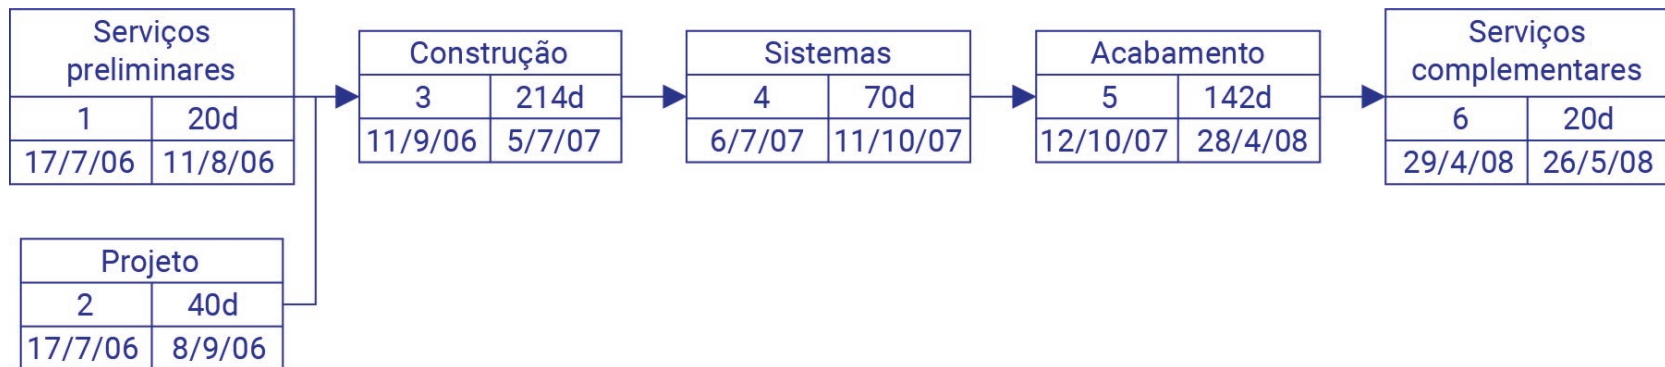 Serviços
preliminares
1 20d
17/7/06 11/8/06
Projeto
2 40d
17/7/06 8/9/06
Construção
3 214d
11/9/06 5/7/07
Sistemas
4 70d
6/7/07 11/10/07
Acabamento
5 142d
12/10/07 28/4/08
Serviços
complementares
6 20d
29/4/08 26/5/08